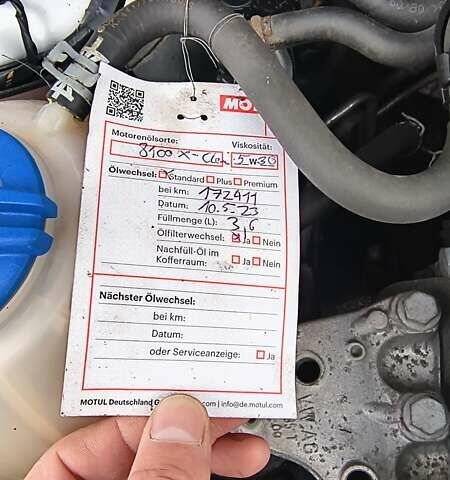 MOTUL
Motorenölsorte: Viskosität:
8100 X-Clean 5W30
Ölwechsel: Standard Plus Premium
bei km: 172411
Datum: 10.5.23
Füllmenge (L): 3,6
Ölfilterwechsel: Ja Nein
Nachfüll-Öl im
Kofferraum: Ja Nein
Nächster Ölwechsel:
bei km:
Datum:
oder Serviceanzeige: Ja
MOTUL Deutschland G .com | info@de.motul.com